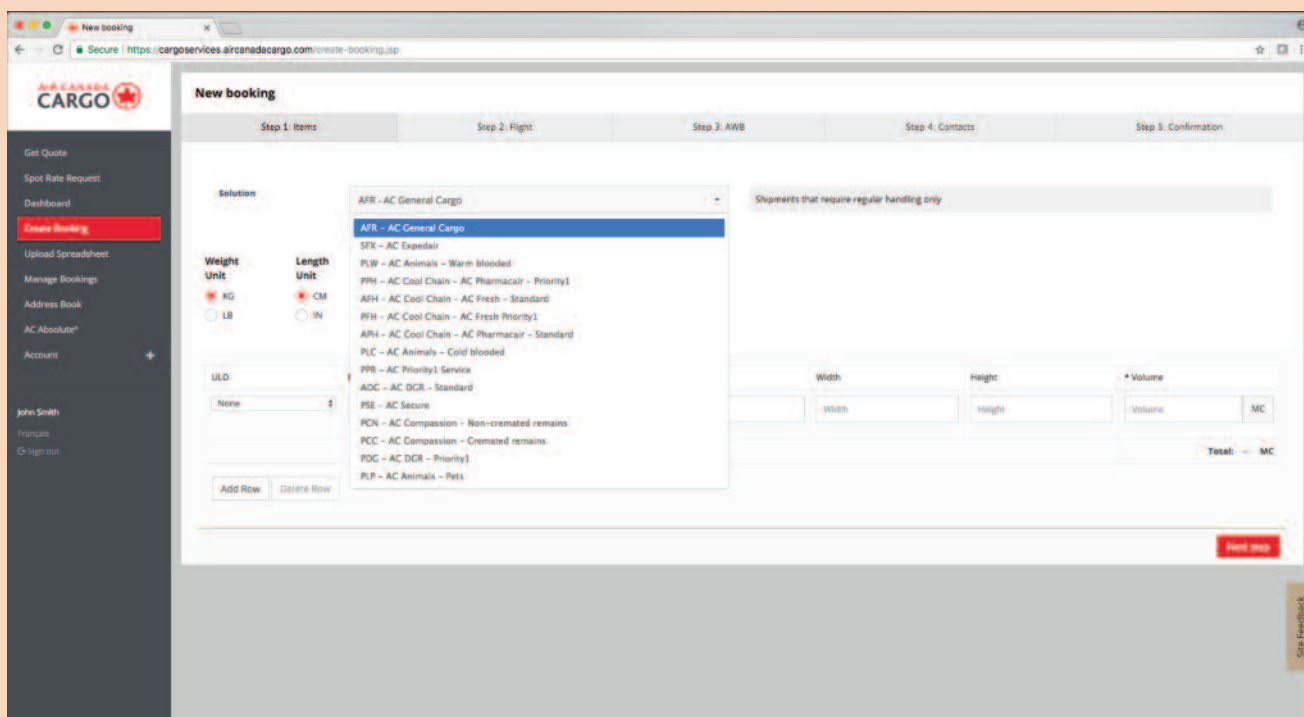 New booking
Secure | https://cargoservices.aircanadacargo.com/create-booking.jsp
AIR CANADA
CARGO
New booking
Step 1: Items
Step 2: Flight
Step 3: AWB
Step 4: Contacts
Step 5: Confirmation
Get Quote
Spot Rate Request
Dashboard
Create Booking
Upload Spreadsheet
Manage Bookings
Address Book
AC Absolute*
Account +
John Smith
Français
Sign out
Solution
AFR - AC General Cargo
Shipments that require regular handling only
AFR – AC General Cargo
SFX – AC Expedair
PLW – AC Animals – Warm blooded
PPH – AC Cool Chain – AC Pharmacair – Priority1
AFH – AC Cool Chain – AC Fresh – Standard
PFH – AC Cool Chain – AC Fresh Priority1
APH – AC Cool Chain – AC Pharmacair – Standard
PLC – AC Animals – Cold blooded
PPR – AC Priority1 Service
ADG – AC DGR – Standard
PSE – AC Secure
PCN – AC Compassion – Non-cremated remains
PCC – AC Compassion – Cremated remains
PDG – AC DGR – Priority1
PLP – AC Animals – Pets
Weight Unit
KG
LB
Length Unit
CM
IN
ULD
Width
Height
* Volume
None
Width
Height
Volume
MC
Total: -- MC
Add Row
Delete Row
Next step
Site Feedback